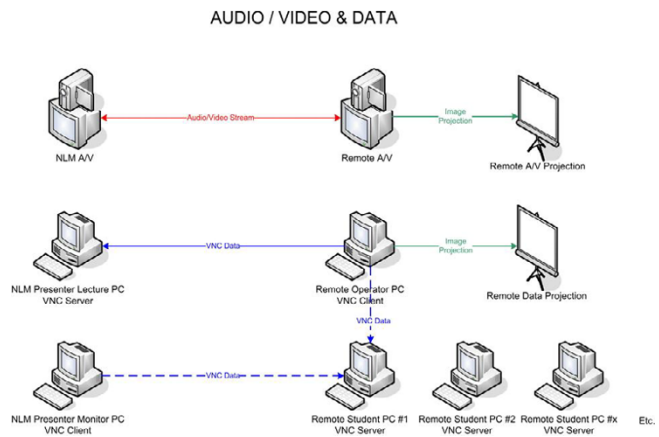 AUDIO / VIDEO & DATA
Audio/Video Stream
Image
Projection
NLM A/V
Remote A/V
Remote A/V Projection
VNC Data
Image
Projection
NLM Presenter Lecture PC
VNC Server
Remote Operator PC
VNC Client
Remote Data Projection
VNC Data
VNC Data
NLM Presenter Monitor PC
VNC Client
Remote Student PC #1
VNC Server
Remote Student PC #2
VNC Server
Remote Student PC #x
VNC Server
Etc.